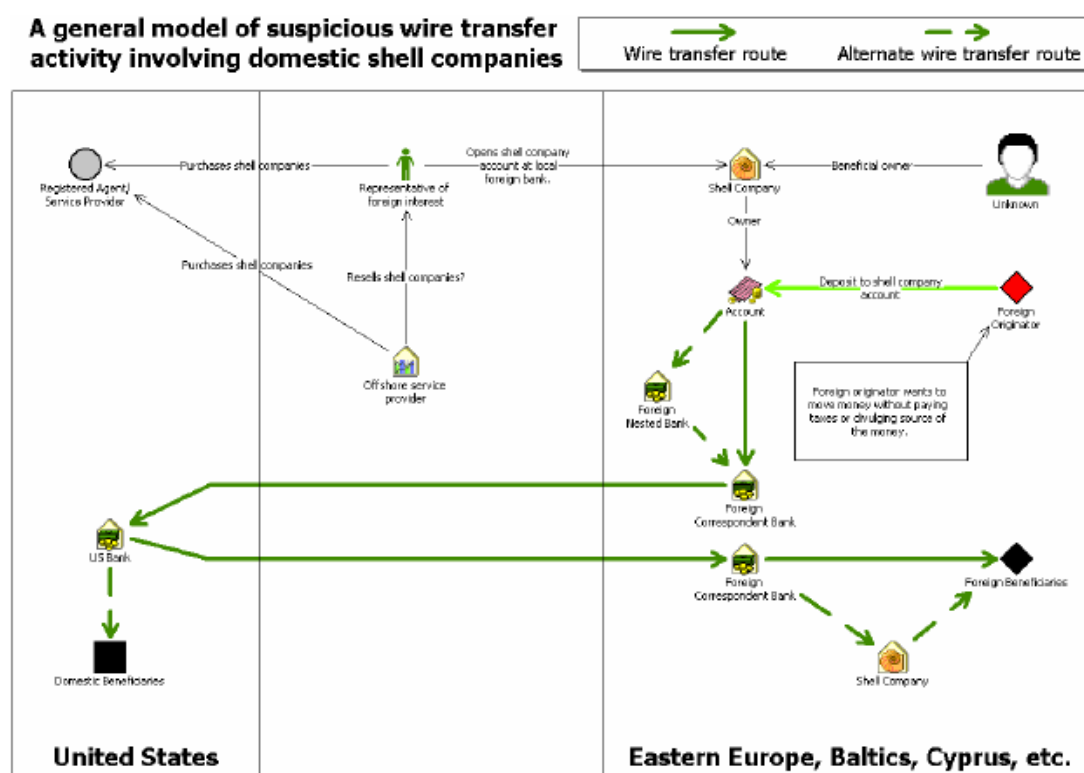 A general model of suspicious wire transfer
activity involving domestic shell companies
Wire transfer route
Alternate wire transfer route
Purchases shell companies
Opens shell company
account at local
foreign bank.
Beneficial owner
Registered Agent/
Service Provider
Representative of
foreign interest
Shell Company
Unknown
Owner
Purchases shell companies
Resells shell companies?
Deposit to shell company
account
Account
Foreign
Originator
Offshore service
provider
Foreign
Nested Bank
Foreign originator wants to
move money without paying
taxes or divulging source of
the money.
Foreign
Correspondent Bank
US Bank
Foreign
Correspondent Bank
Foreign Beneficiaries
Domestic Beneficiaries
Shell Company
United States
Eastern Europe, Baltics, Cyprus, etc.